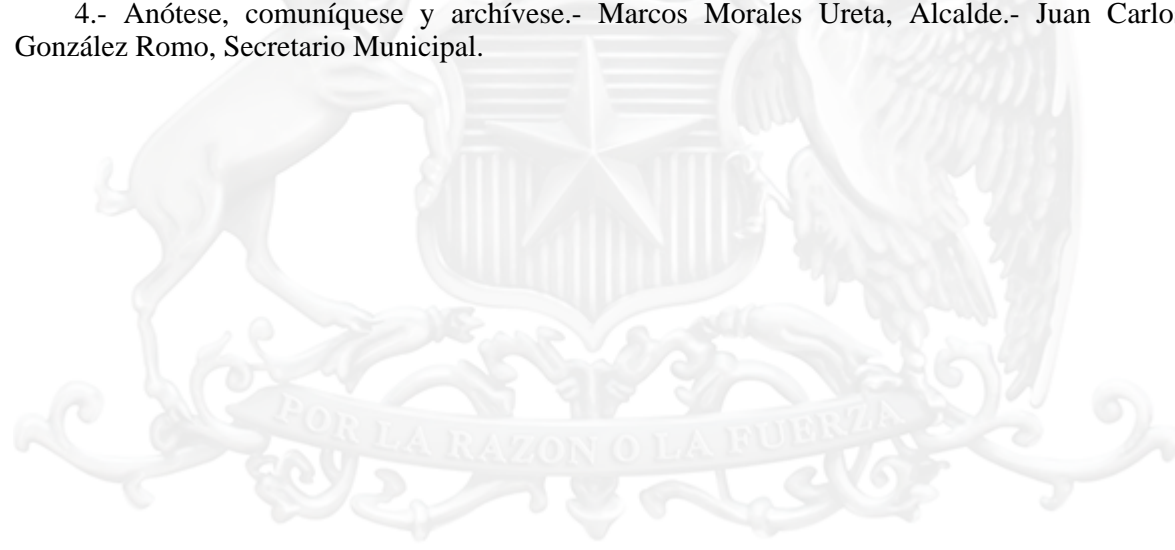 4.- Anótese, comuníquese y archívese.- Marcos Morales Ureta, Alcalde.- Juan Carlo
González Romo, Secretario Municipal.
POR LA RAZON O LA FUERZA